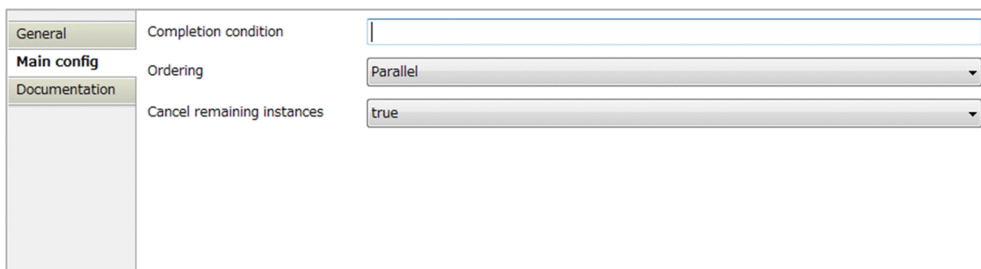 General
Main config
Documentation
Completion condition
Ordering
Parallel
Cancel remaining instances
true